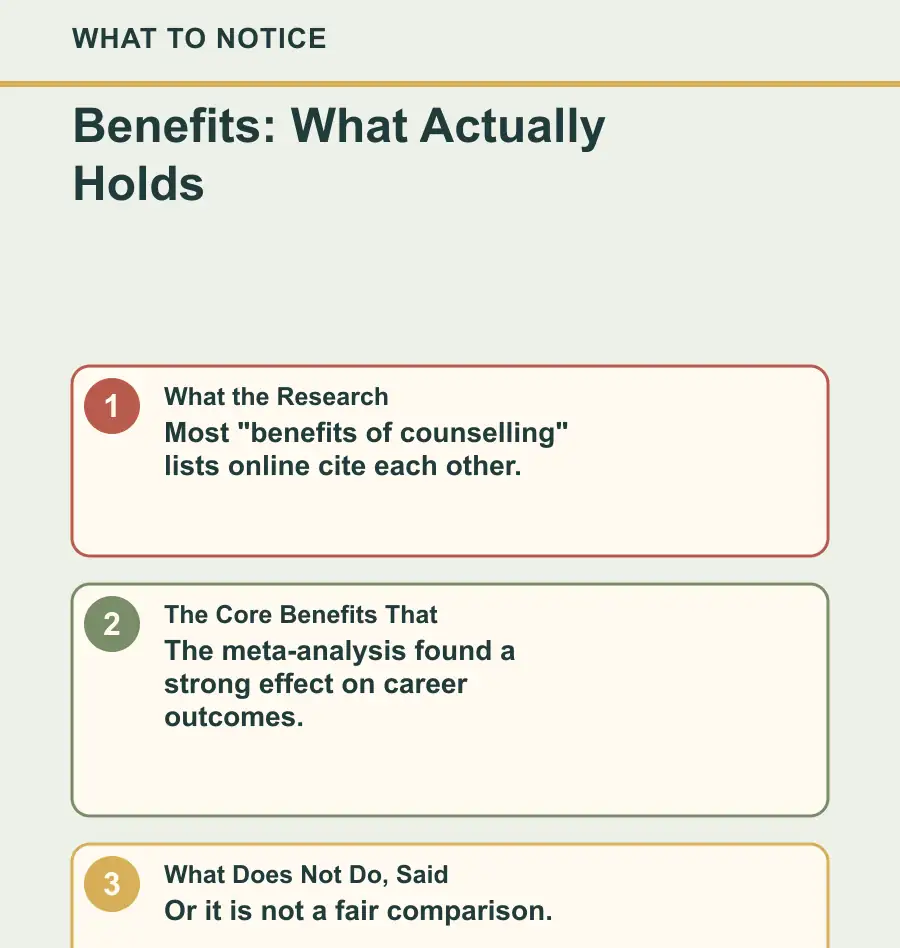 WHAT TO NOTICE
Benefits: What Actually
Holds
1
What the Research
Most "benefits of counselling"
lists online cite each other.
2
The Core Benefits That
The meta-analysis found a
strong effect on career
outcomes.
3
What Does Not Do, Said
Or it is not a fair comparison.